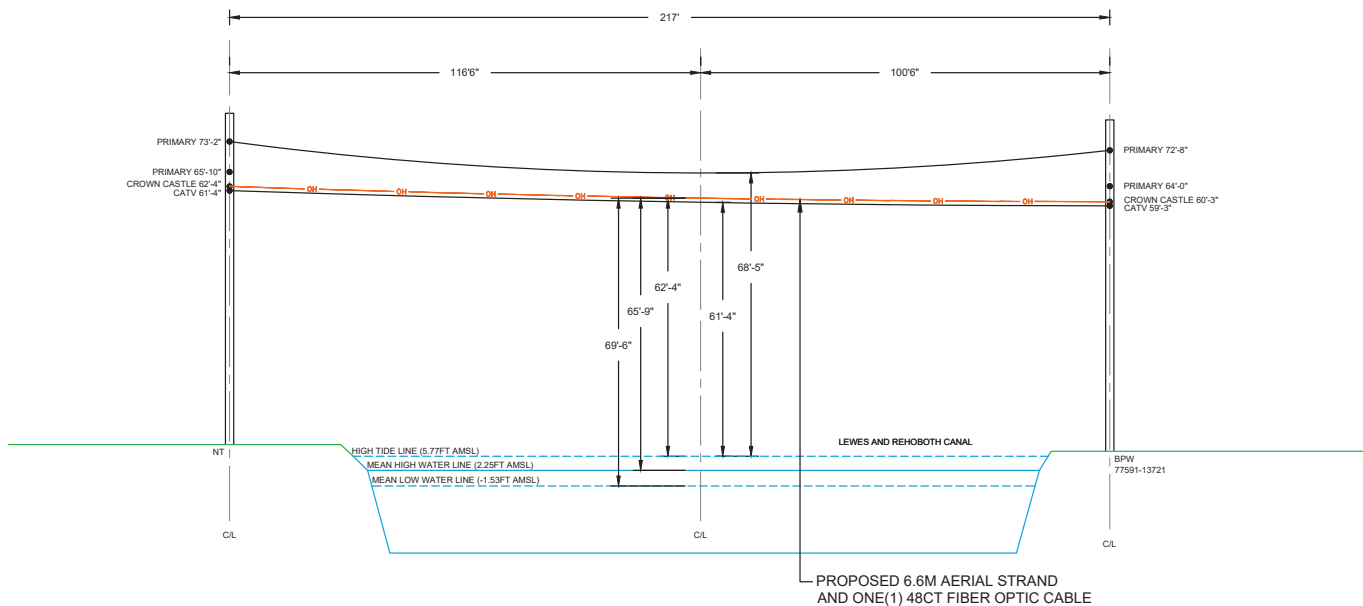 217'
116'6"
100'6"
PRIMARY 73'-2"
PRIMARY 72'-8"
PRIMARY 65'-10"
PRIMARY 64'-0"
CROWN CASTLE 62'-4"
CATV 61'-4"
OH OH OH OH OH OH OH OH OH OH
CROWN CASTLE 60'-3"
CATV 59'-3"
68'-5"
62'-4"
65'-9"
61'-4"
69'-6"
LEWES AND REHOBOTH CANAL
NT
HIGH TIDE LINE (5.77FT AMSL)
BPW
77591-13721
MEAN HIGH WATER LINE (2.25FT AMSL)
MEAN LOW WATER LINE (-1.53FT AMSL)
C/L
C/L
C/L
PROPOSED 6.6M AERIAL STRAND
AND ONE(1) 48CT FIBER OPTIC CABLE